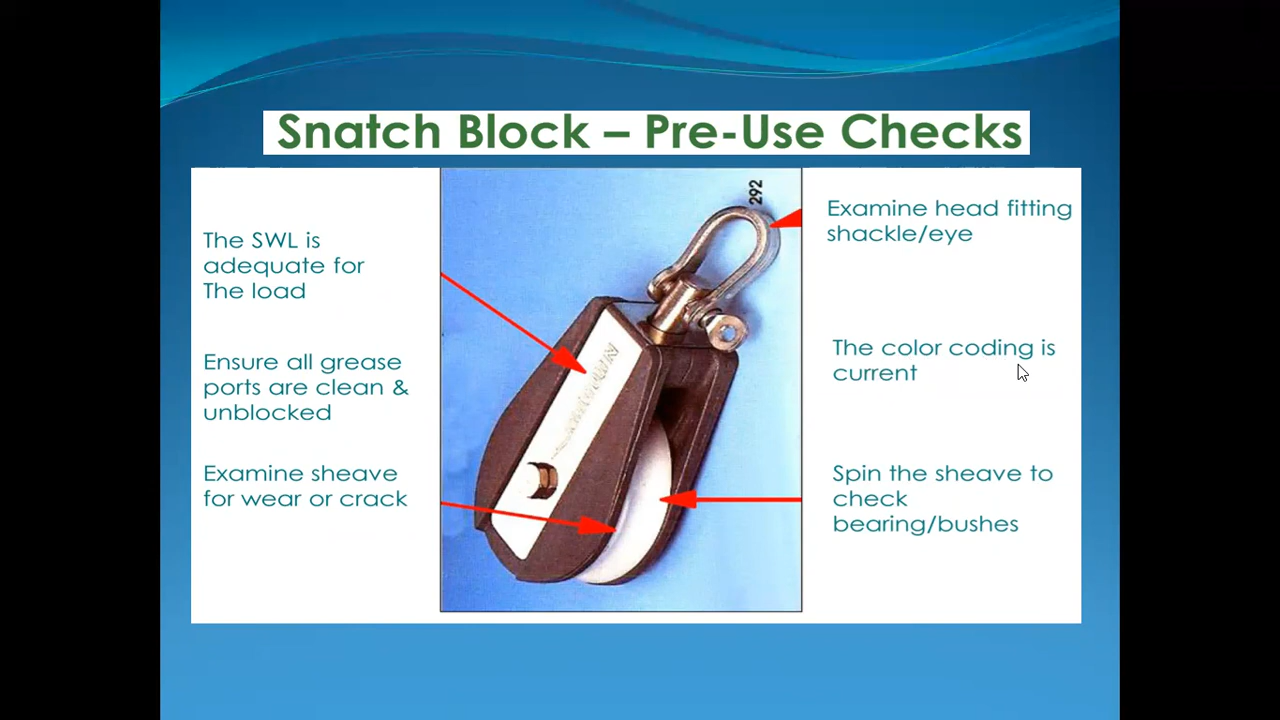 Snatch Block – Pre-Use Checks
The SWL is
adequate for
The load
Ensure all grease
ports are clean &
unblocked
Examine sheave
for wear or crack
292
Examine head fitting
shackle/eye
The color coding is
current
Spin the sheave to
check
bearing/bushes